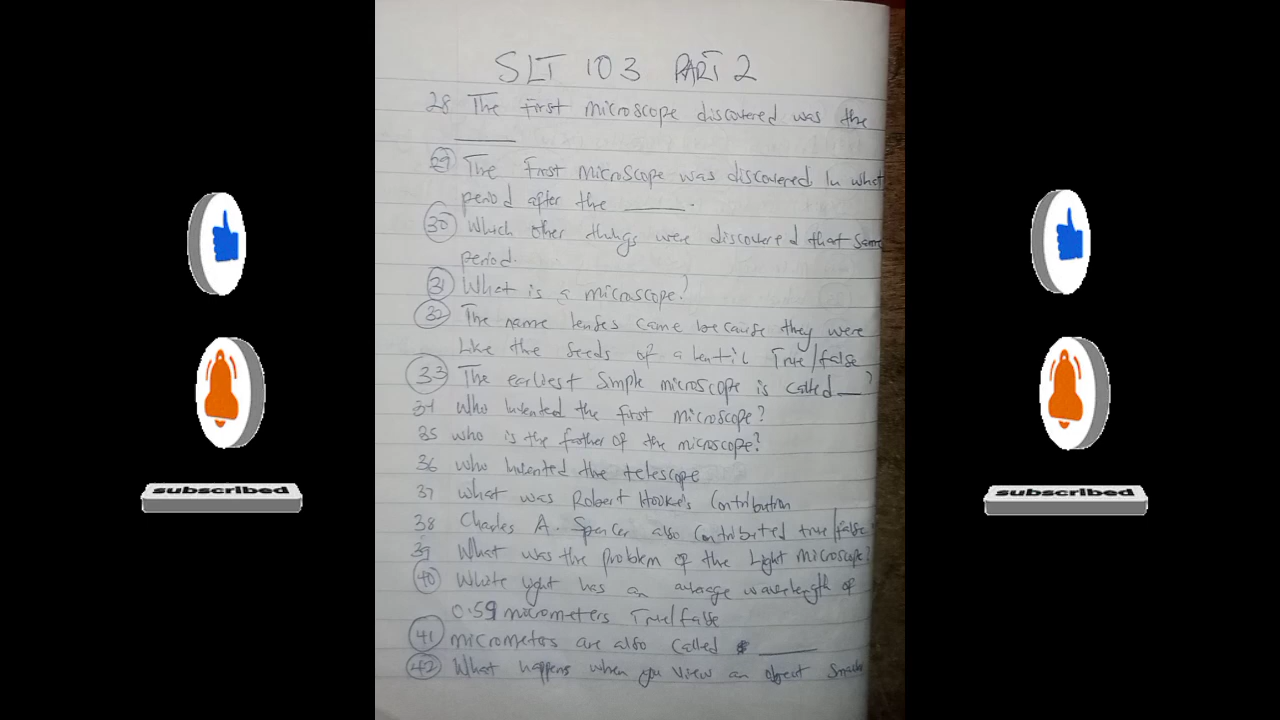 SLT 103 PART 2
28 The First microscope discovered was the
______
29 The First microscope was discovered In what
period after the ______.
30 Which other things were discovered that same
period.
31 What is a microscope?
32 The name lenses came because they were
Like the Seeds of a lentil True/false
33 The earliest Simple microscope is called ___?
34 Who Invented the first microscope?
35 who is the father of the microscope?
36 who Invented the telescope
37 what was Robert Hooke's Contribution
38 Charles A. Spencer also contributed true/false
39 What was the problem of the Light microscope?
40 White light has an average wavelength of
0.59 micrometers True/false
41 micrometers are also called ______
42 What happens when you view an object
subscribed
subscribed